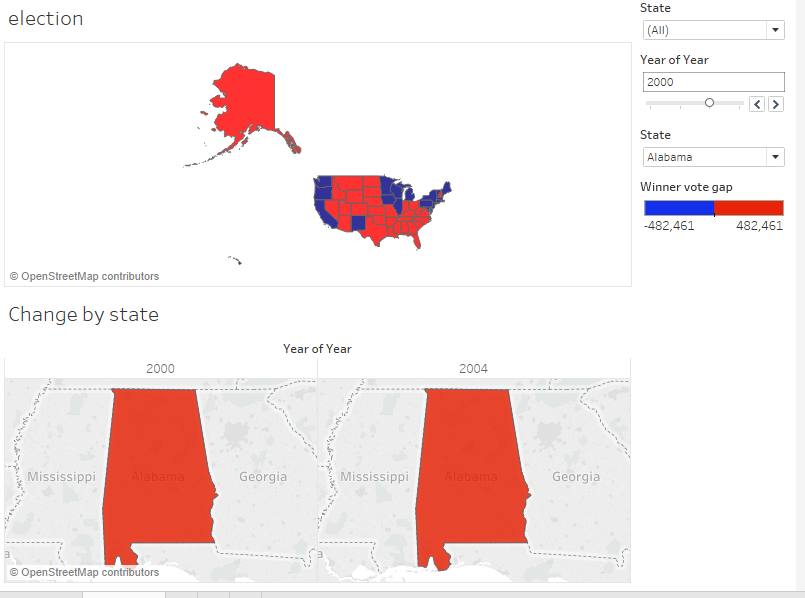 election
© OpenStreetMap contributors
State
(All)
Year of Year
2000
State
Alabama
Winner vote gap
-482,461 482,461
Change by state
Year of Year
2000 2004
Mississippi Alabama Georgia Mississippi Alabama Georgia
a a
© OpenStreetMap contributors